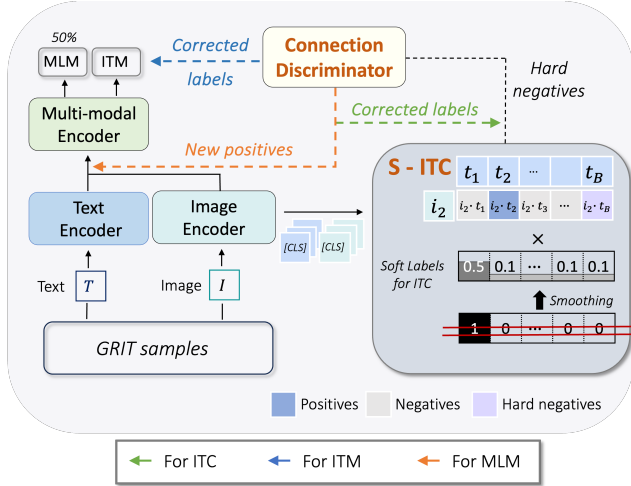 50%
MLM
ITM
Corrected
labels
Connection
Discriminator
Hard
negatives
Multi-modal
Encoder
Corrected labels
New positives
S - ITC
t1 t2 ... tB
i2
i2 · t1 i2 · t2 i2 · t3 ... i2 · tB
×
Text
Encoder
Image
Encoder
[CLS] [CLS]
Soft Labels
for ITC
0.5 0.1 ... 0.1 0.1
Smoothing
1 0 ... 0 0
Text T
Image I
GRIT samples
Positives
Negatives
Hard negatives
For ITC
For ITM
For MLM